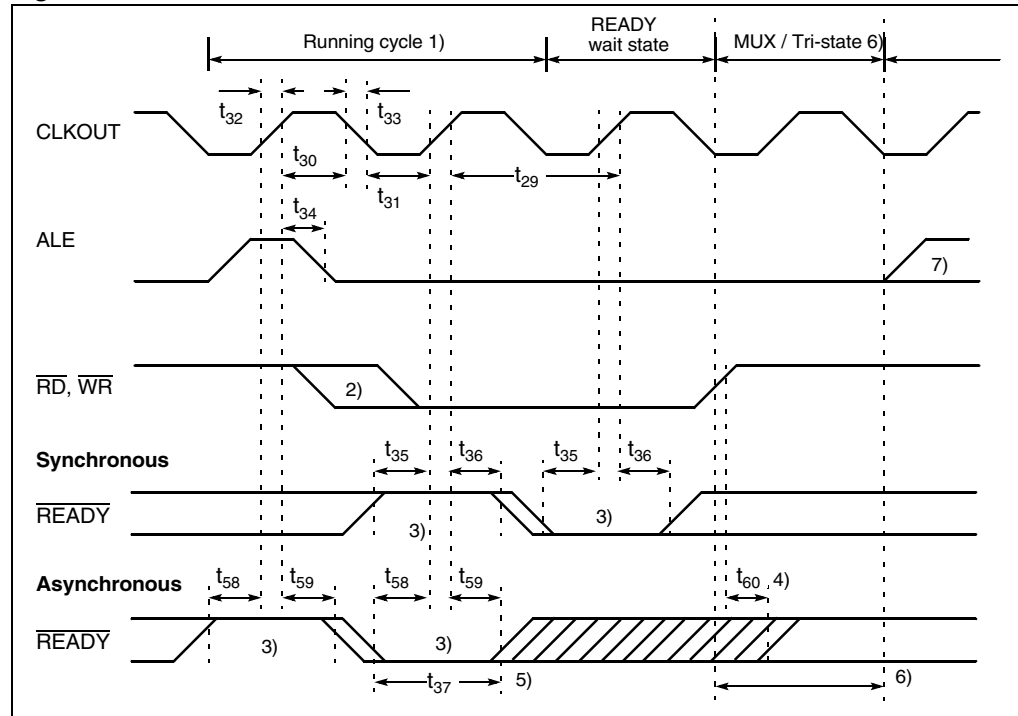 Running cycle 1)
READY
wait state
MUX / Tri-state 6)
CLKOUT
t32
t33
t30
t31
t29
t34
ALE
7)
RD, WR
2)
Synchronous
t35
t36
t35
t36
READY
3)
3)
Asynchronous
t58
t59
t58
t59
t60
4)
READY
3)
3)
t37
5)
6)